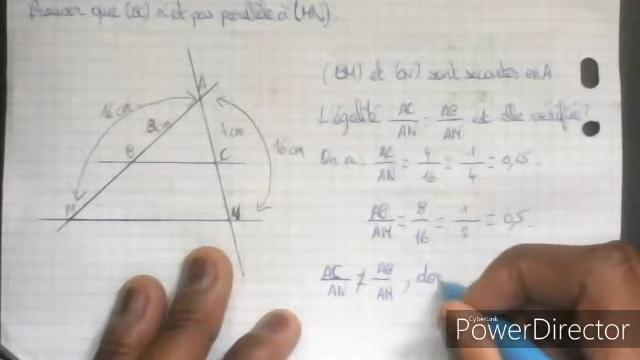 Prouver que (BC) n'est pas parallèle à (MN).
(BM) et (CN) sont sécantes en A
L'égalité AC/AN = AB/AM est elle vérifiée?
On a AC/AN = 4/16 = 1/4 = 0,25.
AB/AM = 8/16 = 1/2 = 0,5.
AC/AN ≠ AB/AM, don
A
16 cm
8cm
4cm
16 cm
B
C
M
N
CyberLink
PowerDirector